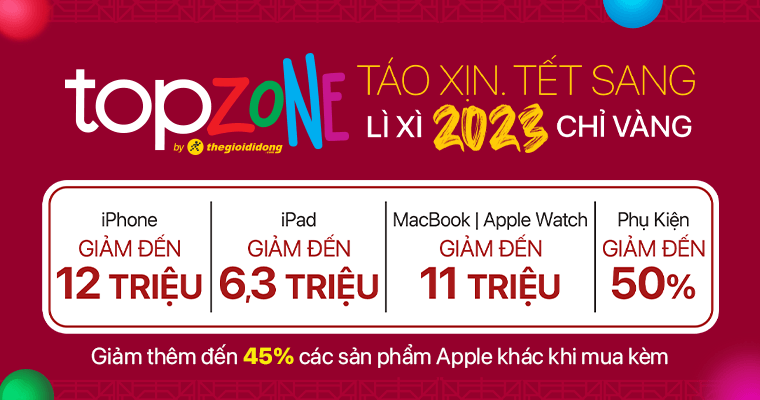 topzone
by thegioididong.com
TÁO XỊN. TẾT SANG
LÌ XÌ 2023 CHỈ VÀNG
iPhone
GIẢM ĐẾN
12 TRIỆU
iPad
GIẢM ĐẾN
6,3 TRIỆU
MacBook | Apple Watch
GIẢM ĐẾN
11 TRIỆU
Phụ Kiện
GIẢM ĐẾN
50%
Giảm thêm đến 45% các sản phẩm Apple khác khi mua kèm